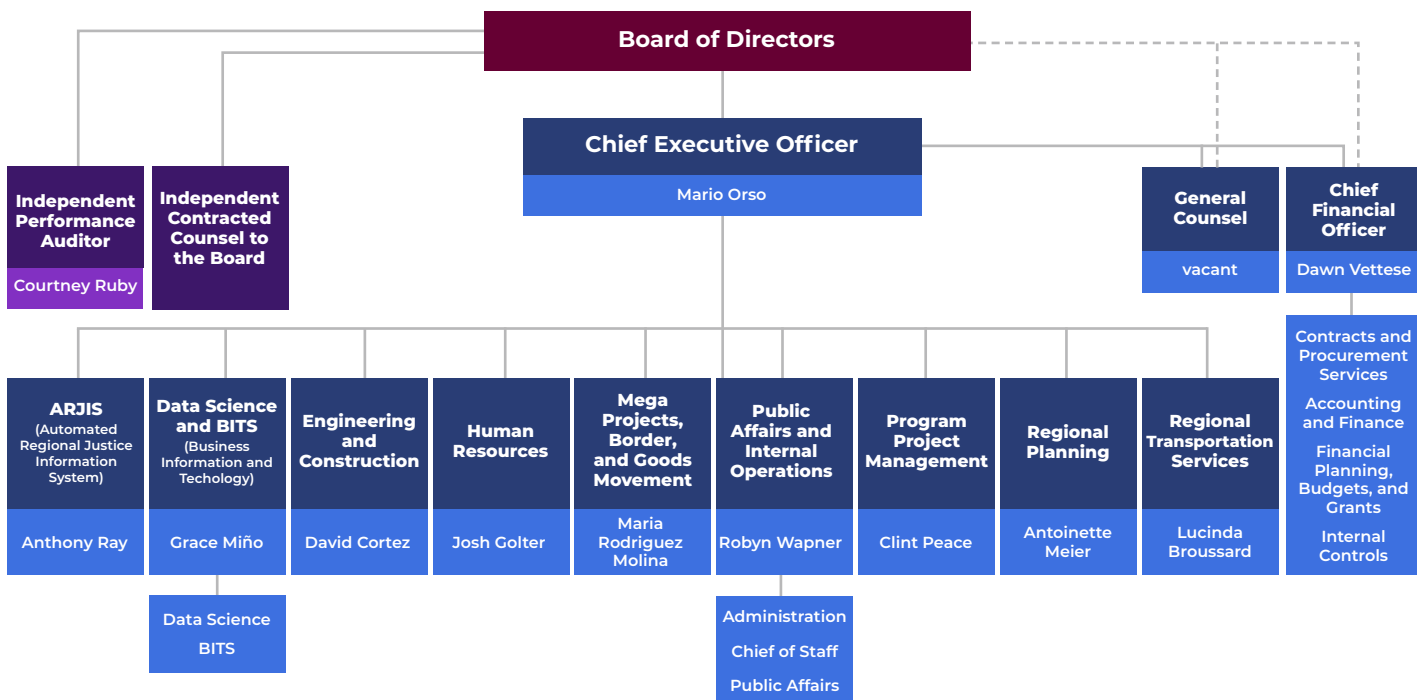 Board of Directors
Chief Executive Officer
Mario Orso
Independent
Performance
Auditor
Courtney Ruby
Independent
Contracted
Counsel to
the Board
General
Counsel
vacant
Chief
Financial
Officer
Dawn Vettese
Contracts and
Procurement
Services
Accounting
and Finance
Financial
Planning,
Budgets, and
Grants
Internal
Controls
ARJIS
(Automated
Regional Justice
Information
System)
Anthony Ray
Data Science
and BITS
(Business
Information and
Techology)
Grace Miño
Data Science
BITS
Engineering
and
Construction
David Cortez
Human
Resources
Josh Golter
Mega
Projects,
Border,
and Goods
Movement
Maria
Rodriguez
Molina
Public
Affairs and
Internal
Operations
Robyn Wapner
Administration
Chief of Staff
Public Affairs
Program
Project
Management
Clint Peace
Regional
Planning
Antoinette
Meier
Regional
Transportation
Services
Lucinda
Broussard